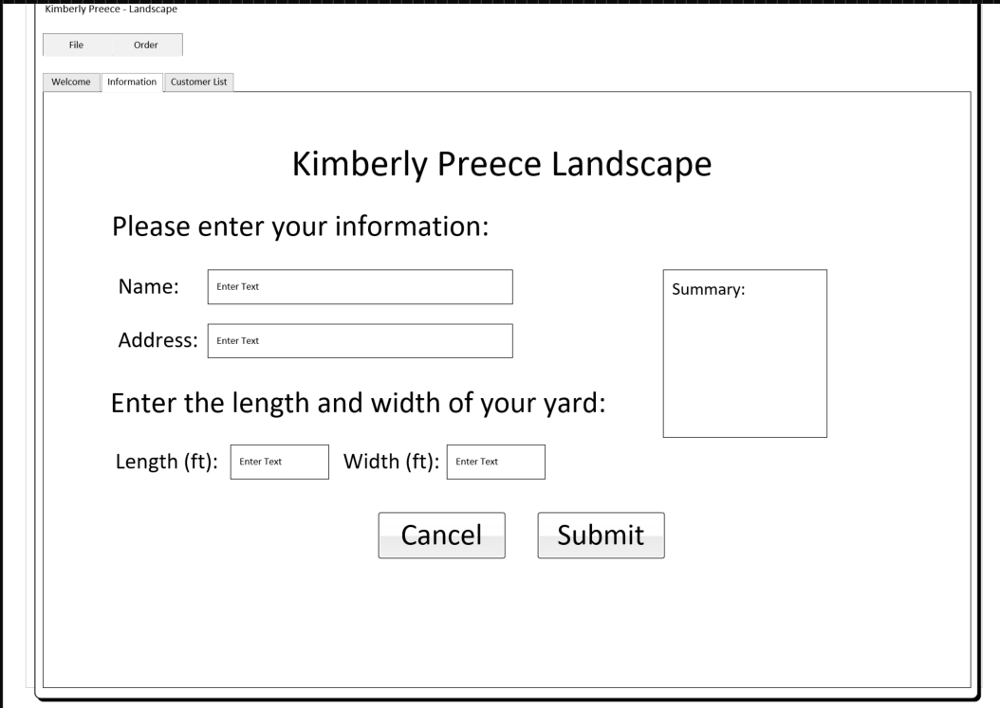 Kimberly Preece - Landscape
File Order
Welcome Information Customer List
Kimberly Preece Landscape
Please enter your information:
Name: Enter Text
Summary:
Address: Enter Text
Enter the length and width of your yard:
Length (ft): Enter Text Width (ft): Enter Text
Cancel Submit